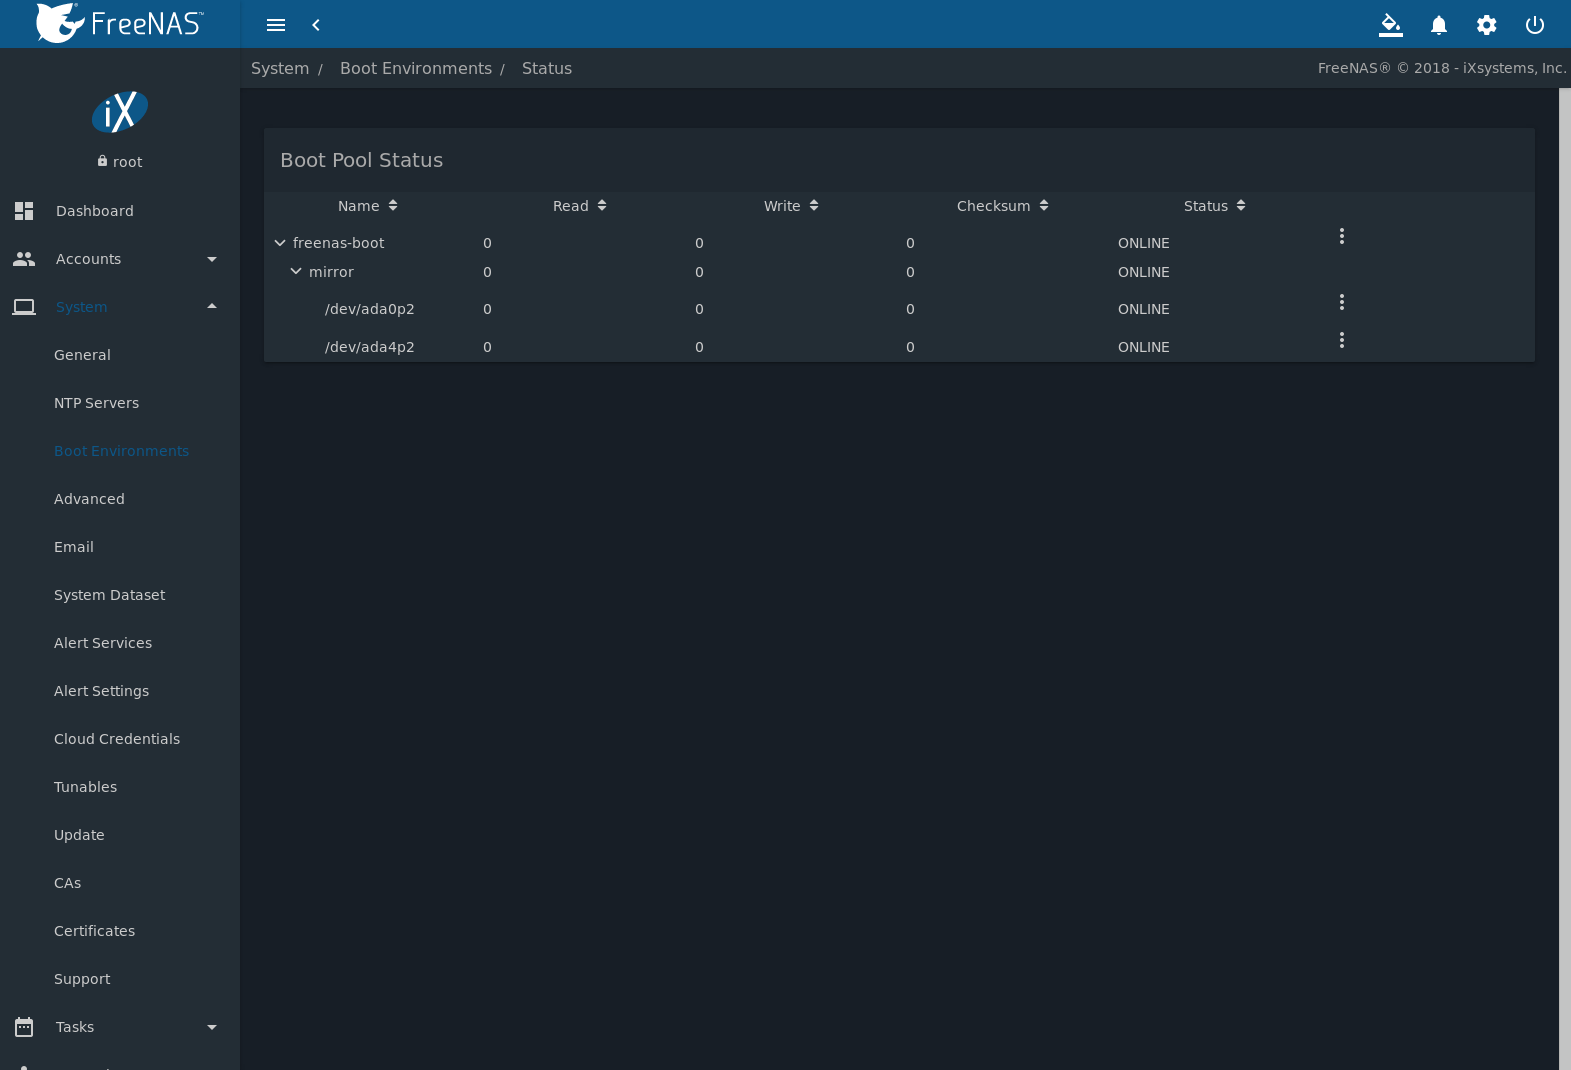 FreeNAS™
System / Boot Environments / Status
FreeNAS® © 2018 - iXsystems, Inc.
iX
root
Dashboard
Accounts
System
General
NTP Servers
Boot Environments
Advanced
Email
System Dataset
Alert Services
Alert Settings
Cloud Credentials
Tunables
Update
CAs
Certificates
Support
Tasks
Boot Pool Status
Name Read Write Checksum Status
freenas-boot 0 0 0 ONLINE
mirror 0 0 0 ONLINE
/dev/ada0p2 0 0 0 ONLINE
/dev/ada4p2 0 0 0 ONLINE